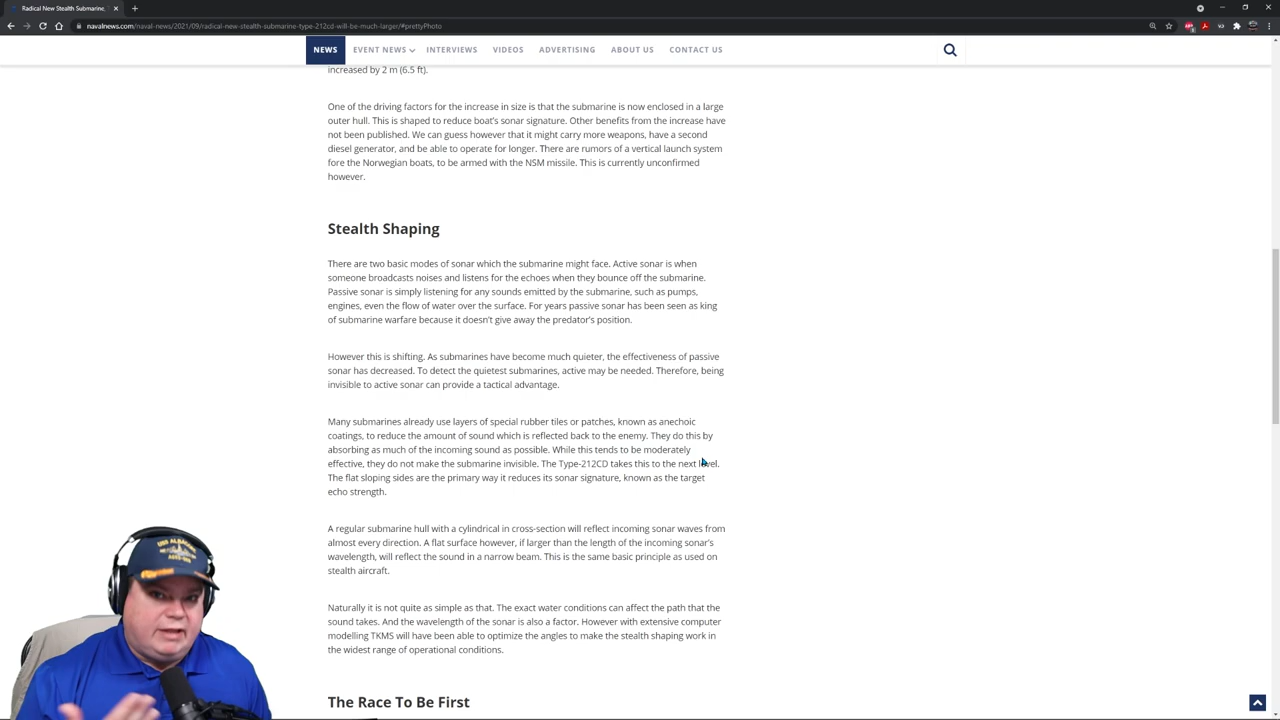 Radical New Stealth Submarine,
navalnews.com/naval-news/2021/09/radical-new-stealth-submarine-type-212cd-will-be-much-larger/#prettyPhoto
NEWS EVENT NEWS INTERVIEWS VIDEOS ADVERTISING ABOUT US CONTACT US
increased by 2 m (6.5 ft).
One of the driving factors for the increase in size is that the submarine is now enclosed in a large
outer hull. This is shaped to reduce boat's sonar signature. Other benefits from the increase have
not been published. We can guess however that it might carry more weapons, have a second
diesel generator, and be able to operate for longer. There are rumors of a vertical launch system
fore the Norwegian boats, to be armed with the NSM missile. This is currently unconfirmed
however.
Stealth Shaping
There are two basic modes of sonar which the submarine might face. Active sonar is when
someone broadcasts noises and listens for the echoes when they bounce off the submarine.
Passive sonar is simply listening for any sounds emitted by the submarine, such as pumps,
engines, even the flow of water over the surface. For years passive sonar has been seen as king
of submarine warfare because it doesn't give away the predator's position.
However this is shifting. As submarines have become much quieter, the effectiveness of passive
sonar has decreased. To detect the quietest submarines, active may be needed. Therefore, being
invisible to active sonar can provide a tactical advantage.
Many submarines already use layers of special rubber tiles or patches, known as anechoic
coatings, to reduce the amount of sound which is reflected back to the enemy. They do this by
absorbing as much of the incoming sound as possible. While this tends to be moderately
effective, they do not make the submarine invisible. The Type-212CD takes this to the next level.
The flat sloping sides are the primary way it reduces its sonar signature, known as the target
echo strength.
A regular submarine hull with a cylindrical in cross-section will reflect incoming sonar waves from
almost every direction. A flat surface however, if larger than the length of the incoming sonar's
wavelength, will reflect the sound in a narrow beam. This is the same basic principle as used on
stealth aircraft.
Naturally it is not quite as simple as that. The exact water conditions can affect the path that the
sound takes. And the wavelength of the sonar is also a factor. However with extensive computer
modelling TKMS will have been able to optimize the angles to make the stealth shaping work in
the widest range of operational conditions.
The Race To Be First
USS ALBACORE